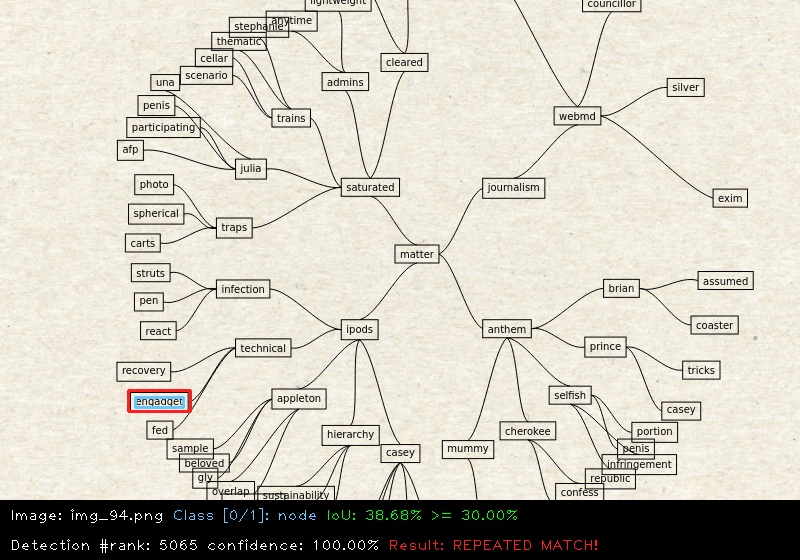 lightweight
councillor
anytime
stephanie
thematic
cleared
cellar
scenario
una
admins
silver
penis
webmd
trains
participating
afp
julia
photo
saturated
journalism
exim
spherical
traps
carts
matter
struts
assumed
infection
brian
pen
react
ipods
anthem
coaster
technical
prince
recovery
tricks
engadget
appleton
selfish
casey
fed
hierarchy
cherokee
portion
sample
casey
mummy
penis
beloved
infringement
gly
republic
overlap
sustainability
confess
Image: img_94.png Class [0/1]: node IoU: 38.68% >= 30.00%
Detection #rank: 5065 confidence: 100.00% Result: REPEATED MATCH!